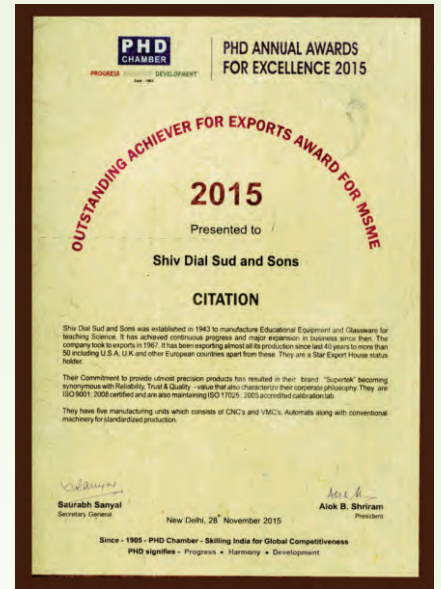 PHD
CHAMBER
PROGRESS HARMONY DEVELOPMENT
PHD ANNUAL AWARDS
FOR EXCELLENCE 2015
OUTSTANDING ACHIEVER FOR EXPORTS AWARD FOR MSME
2015
Presented to
Shiv Dial Sud and Sons
CITATION
Shiv Dial Sud and Sons was established in 1943 to manufacture Educational Equipment and Glassware for
teaching Science. It has achieved continuous progress and major expansion in business since then. The
company took to exports in 1967. It has been exporting almost all its production since last 40 years to more than
50 including U.S.A, U.K and other European countries apart from these. They are a Star Export House status
holder.
Their Commitment to provide utmost precision products has resulted in their brand "Supertek" becoming
synonymous with Reliability, Trust & Quality - value that also characterize their corporate philosophy. They are
ISO 9001: 2008 certified and are also maintaining ISO 17025 : 2005 accredited calibration lab.
They have five manufacturing units which consists of CNC's and VMC's, Automats along with conventional
machinery for standardized production.
Saurabh Sanyal
Secretary General
Alok B. Shriram
President
New Delhi, 28 November 2015
Since - 1905 - PHD Chamber - Skilling India for Global Competitiveness
PHD signifies - Progress • Harmony • Development